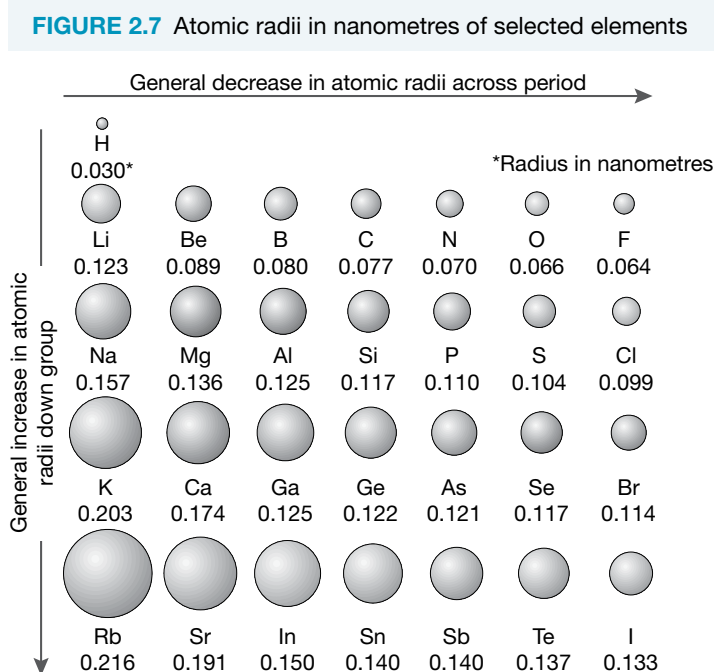 FIGURE 2.7 Atomic radii in nanometres of selected elements
General decrease in atomic radii across period
H
0.030*
*Radius in nanometres
Li Be B C N O F
0.123 0.089 0.080 0.077 0.070 0.066 0.064
Na Mg Al Si P S Cl
0.157 0.136 0.125 0.117 0.110 0.104 0.099
K Ca Ga Ge As Se Br
0.203 0.174 0.125 0.122 0.121 0.117 0.114
Rb Sr In Sn Sb Te I
0.216 0.191 0.150 0.140 0.140 0.137 0.133
General increase in atomic
radii down group